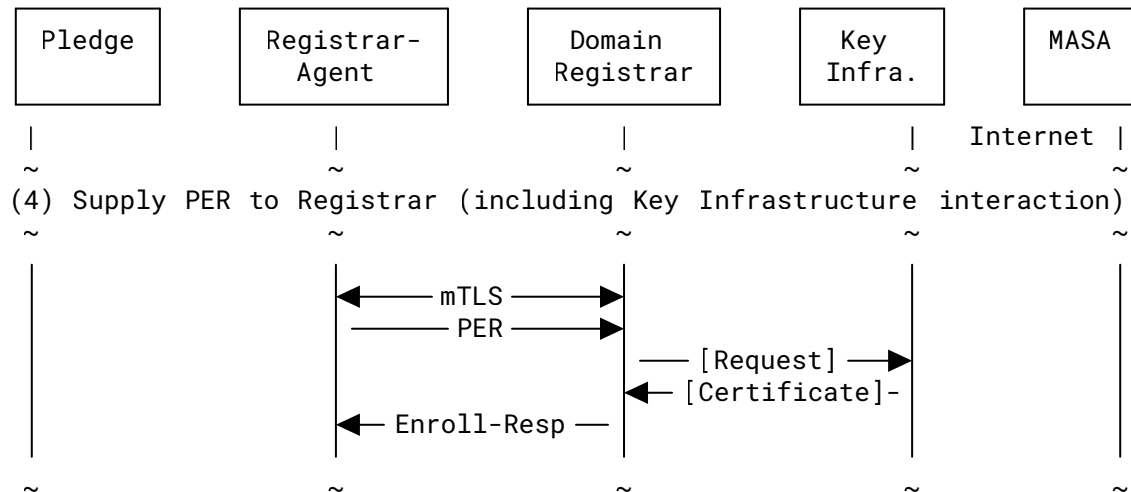 Pledge Registrar- Domain Key MASA
Agent Registrar Infra.
| | | | Internet |
~ ~ ~ ~ ~
(4) Supply PER to Registrar (including Key Infrastructure interaction)
~ ~ ~ ~ ~
mTLS
PER
[Request]
[Certificate]-
Enroll-Resp
~ ~ ~ ~ ~